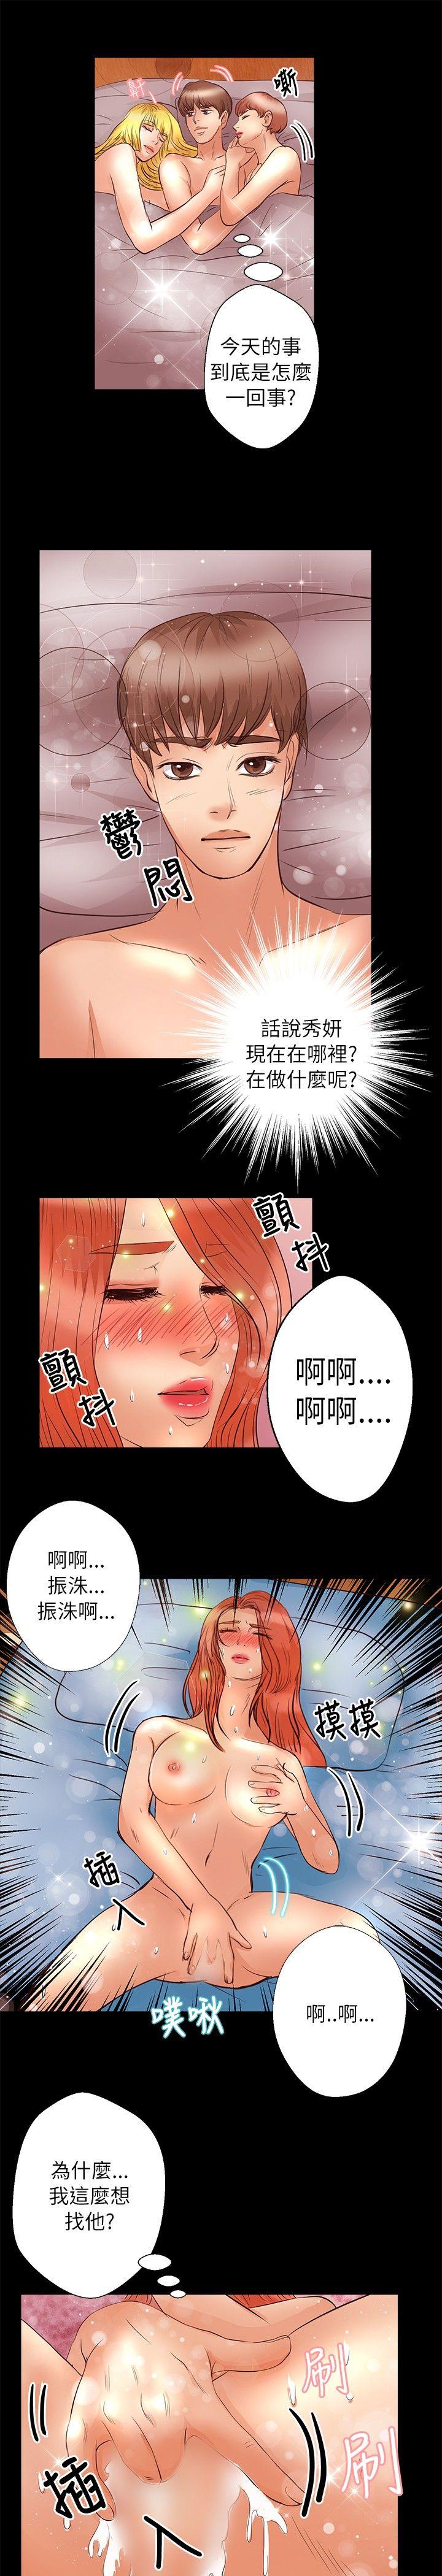 鼾
嘶
今天的事
到底是怎麼
一回事?
鬱
悶
話說秀妍
現在在哪裡?
在做什麼呢?
顫
抖
顫
抖
啊啊....
啊啊....
啊啊...
振洙...
振洙啊...
摸摸
插
入
噗啾
啊..啊...
為什麼...
我這麼想
找他?
刷
刷
插
入